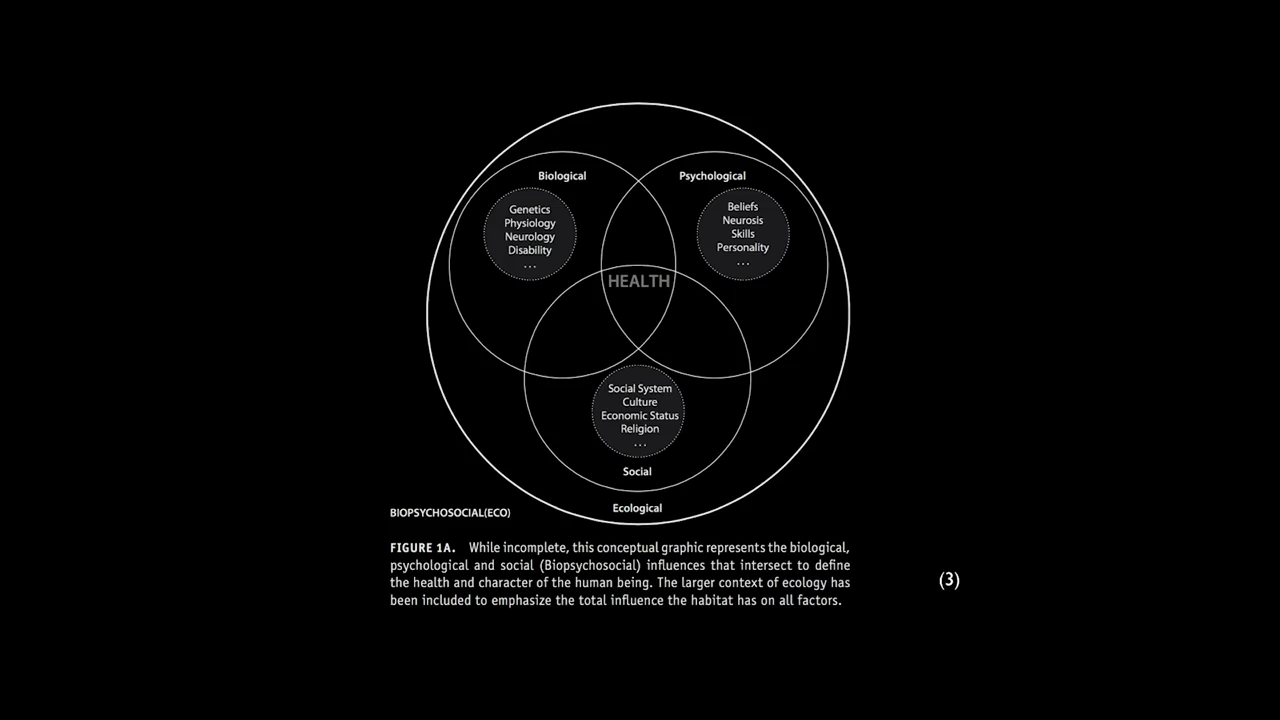 Biological
Psychological
Genetics
Physiology
Neurology
Disability
...
Beliefs
Neurosis
Skills
Personality
...
HEALTH
Social System
Culture
Economic Status
Religion
...
Social
Ecological
BIOPSYCHOSOCIAL(ECO)
FIGURE 1A. While incomplete, this conceptual graphic represents the biological,
psychological and social (Biopsychosocial) influences that intersect to define
the health and character of the human being. The larger context of ecology has
been included to emphasize the total influence the habitat has on all factors.
(3)